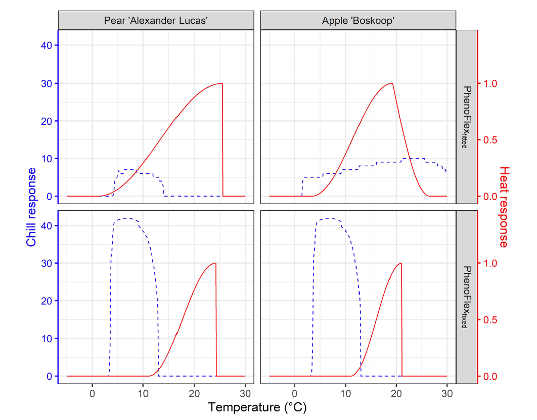 Pear 'Alexander Lucas' Apple 'Boskoop'
40
30
20
10
0
1.0
0.5
0.0
PhenoFlexfitted
40
30
20
10
0
1.0
0.5
0.0
PhenoFlexfixed
Chill response
Heat response
0 10 20 30 0 10 20 30
Temperature (°C)